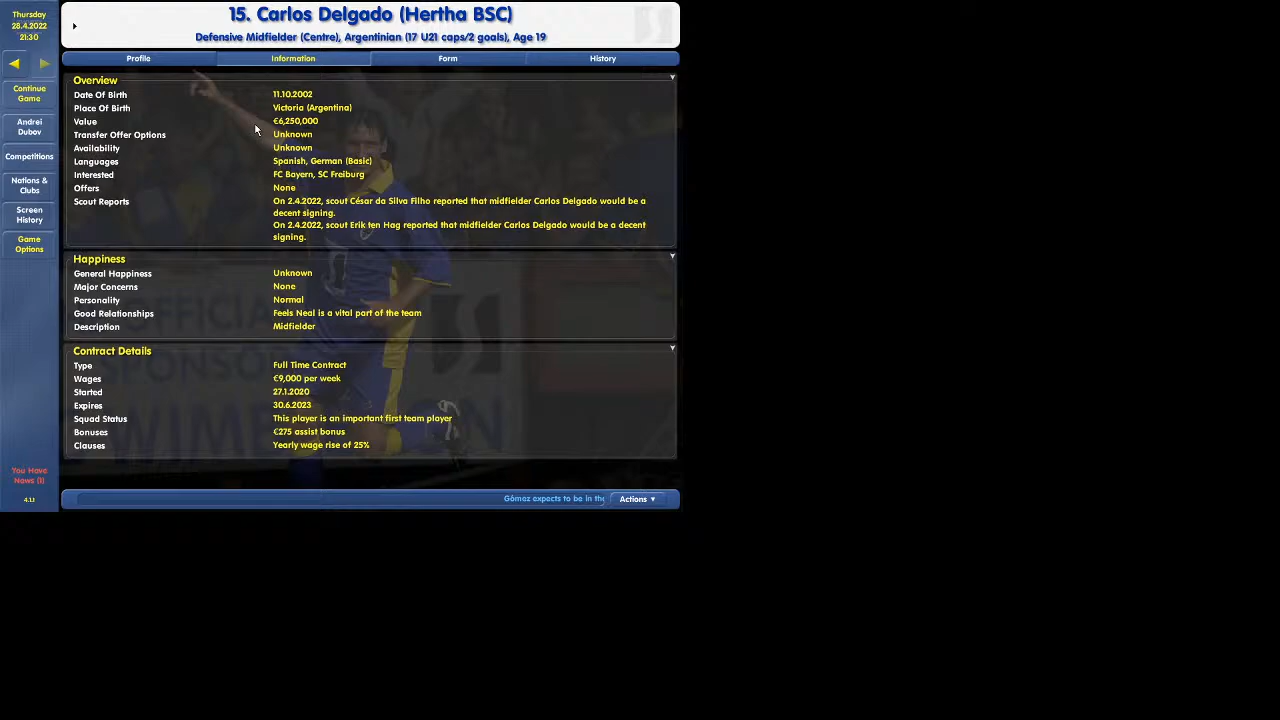 Thursday
28.4.2022
21:30
Continue
Game
Andrei
Dubov
Competitions
Nations &
Clubs
Screen
History
Game
Options
You Have
News (1)
4.1.1
15. Carlos Delgado (Hertha BSC)
Defensive Midfielder (Centre), Argentinian (17 U21 caps/2 goals), Age 19
Profile Information Form History
Overview
Date Of Birth 11.10.2002
Place Of Birth Victoria (Argentina)
Value €6,250,000
Transfer Offer Options Unknown
Availability Unknown
Languages Spanish, German (Basic)
Interested FC Bayern, SC Freiburg
Offers None
Scout Reports On 2.4.2022, scout César da Silva Filho reported that midfielder Carlos Delgado would be a
decent signing.
On 2.4.2022, scout Erik ten Hag reported that midfielder Carlos Delgado would be a decent
signing.
Happiness
General Happiness Unknown
Major Concerns None
Personality Normal
Good Relationships Feels Neal is a vital part of the team
Description Midfielder
Contract Details
Type Full Time Contract
Wages €9,000 per week
Started 27.1.2020
Expires 30.6.2023
Squad Status This player is an important first team player
Bonuses €275 assist bonus
Clauses Yearly wage rise of 25%
Gómez expects to be in the
Actions